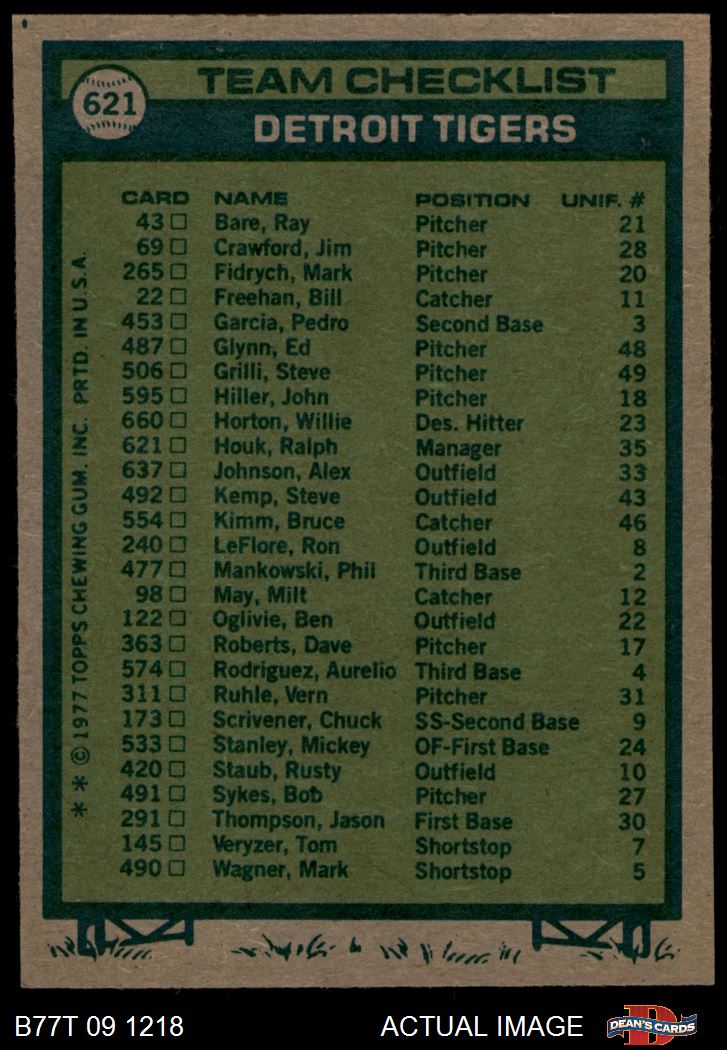 621
TEAM CHECKLIST
DETROIT TIGERS
CARD NAME POSITION UNIF. #
43 Bare, Ray Pitcher 21
69 Crawford, Jim Pitcher 28
265 Fidrych, Mark Pitcher 20
22 Freehan, Bill Catcher 11
453 Garcia, Pedro Second Base 3
487 Glynn, Ed Pitcher 48
506 Grilli, Steve Pitcher 49
595 Hiller, John Pitcher 18
660 Horton, Willie Des. Hitter 23
621 Houk, Ralph Manager 35
637 Johnson, Alex Outfield 33
492 Kemp, Steve Outfield 43
554 Kimm, Bruce Catcher 46
240 LeFlore, Ron Outfield 8
477 Mankowski, Phil Third Base 2
98 May, Milt Catcher 12
122 Oglivie, Ben Outfield 22
363 Roberts, Dave Pitcher 17
574 Rodriguez, Aurelio Third Base 4
311 Ruhle, Vern Pitcher 31
173 Scrivener, Chuck SS-Second Base 9
533 Stanley, Mickey OF-First Base 24
420 Staub, Rusty Outfield 10
491 Sykes, Bob Pitcher 27
291 Thompson, Jason First Base 30
145 Veryzer, Tom Shortstop 7
490 Wagner, Mark Shortstop 5
* * © 1977 TOPPS CHEWING GUM, INC. PRTD. IN U.S.A.
B77T 09 1218 ACTUAL IMAGE
D
DEAN'S CARDS